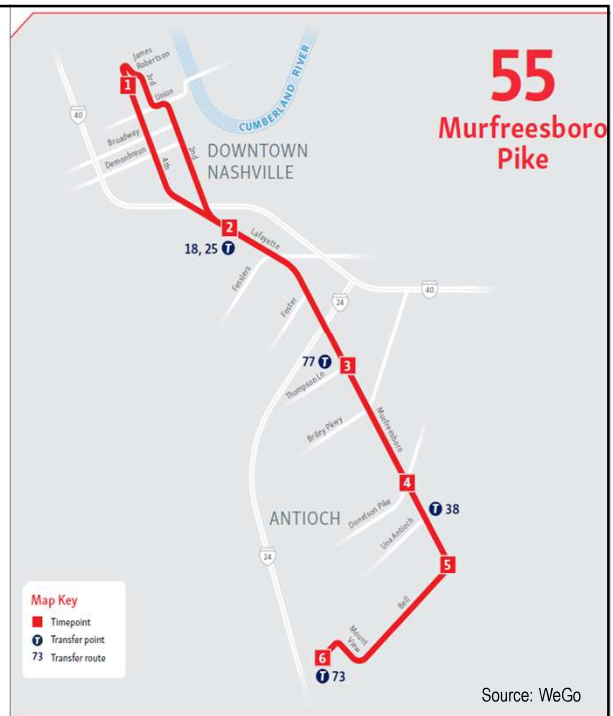 55
Murfreesboro
Pike
James
Robertson
3rd
1
Union
40
CUMBERLAND RIVER
Broadway
Demonbreun
4th
2nd
DOWNTOWN
NASHVILLE
2
18, 25 T
Lafayette
Fesslers
Foster
24
40
77 T
3
Thompson Ln
Briley Pkwy
Murfreesboro
4
ANTIOCH
Donelson Pike
T 38
Una Antioch
24
5
Bell
Mount
View
6
T 73
Map Key
Timepoint
T Transfer point
73 Transfer route
Source: WeGo